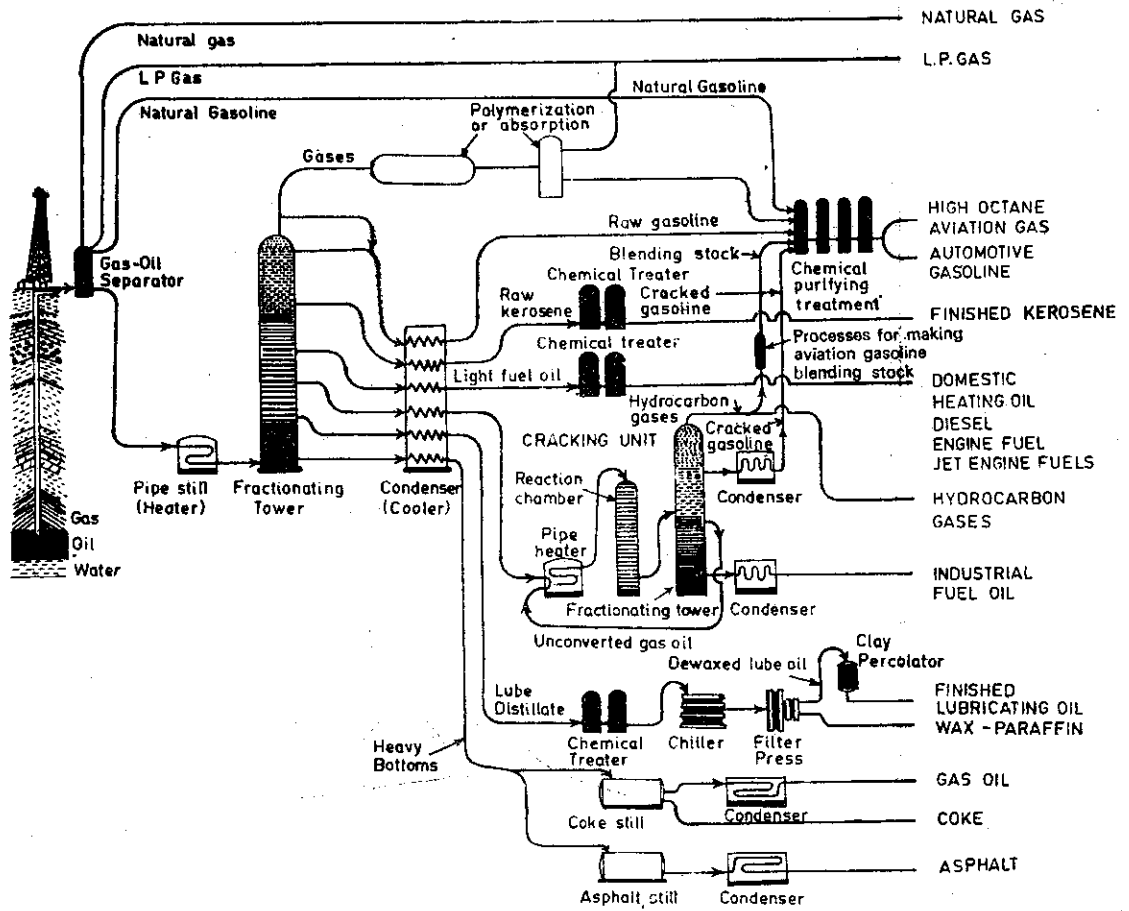 NATURAL GAS
Natural gas
L.P. GAS
L P Gas
Natural Gasoline
Natural Gasoline
Polymerization
or absorption
Gases
HIGH OCTANE
AVIATION GAS
AUTOMOTIVE
GASOLINE
Raw gasoline
Blending stock
Gas-Oil
Separator
Chemical Treater
Cracked
gasoline
Chemical
purifying
treatment
Raw
kerosene
FINISHED KEROSENE
Chemical treater
Processes for making
aviation gasoline
blending stock
Light fuel oil
DOMESTIC
HEATING OIL
DIESEL
ENGINE FUEL
JET ENGINE FUELS
Hydrocarbon
gases
Cracked
gasoline
CRACKING UNIT
Reaction
chamber
Condenser
HYDROCARBON
GASES
Pipe still
(Heater)
Fractionating
Tower
Condenser
(Cooler)
Gas
Oil
Water
Pipe
heater
INDUSTRIAL
FUEL OIL
Fractionating tower
Condenser
Unconverted gas oil
Clay
Percolator
Dewaxed lube oil
Lube
Distillate
FINISHED
LUBRICATING OIL
WAX - PARAFFIN
Chemical
Treater
Chiller
Filter
Press
Heavy
Bottoms
GAS OIL
Coke still
Condenser
COKE
ASPHALT
Asphalt still
Condenser